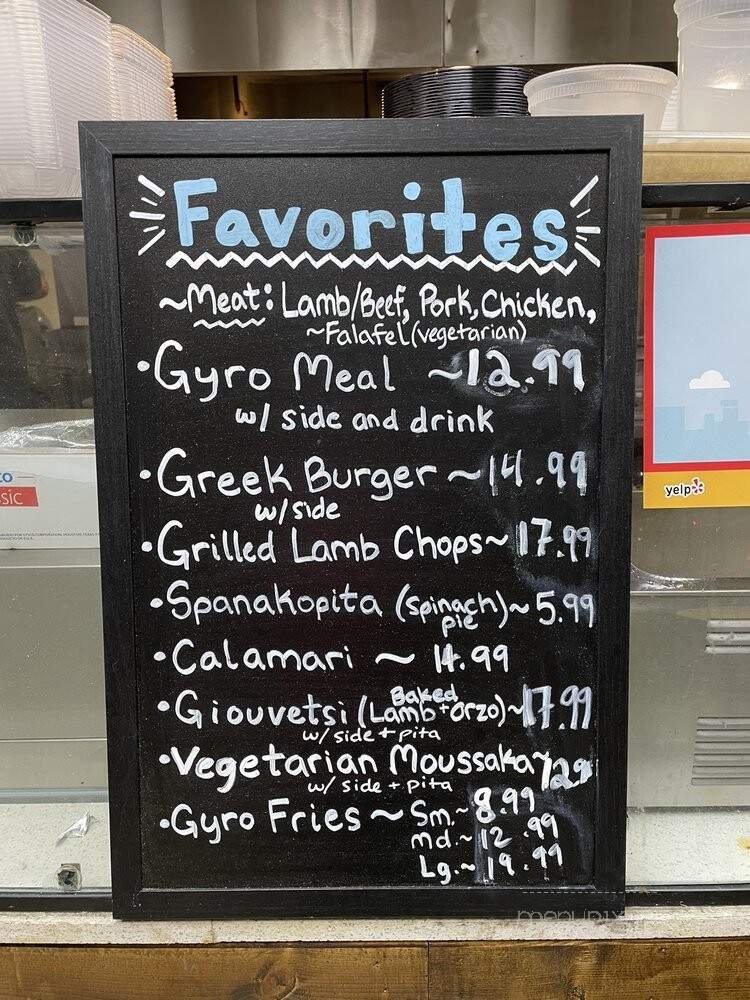 Favorites
~Meat: Lamb/Beef, Pork, Chicken,
~Falafel (vegetarian)
• Gyro Meal ~12.99
w/ side and drink
• Greek Burger ~14.99
w/side
• Grilled Lamb Chops~ 17.99
• Spanakopita (spinach pie)~ 5.99
• Calamari ~ 14.99
• Giouvetsi (Baked Lamb + orzo)~17.99
w/ side + pita
• Vegetarian Moussaka~
w/ side + pita
• Gyro Fries ~ Sm.~ 8.99
Md.~ 12.99
Lg.~ 19.99
yelp
menupix